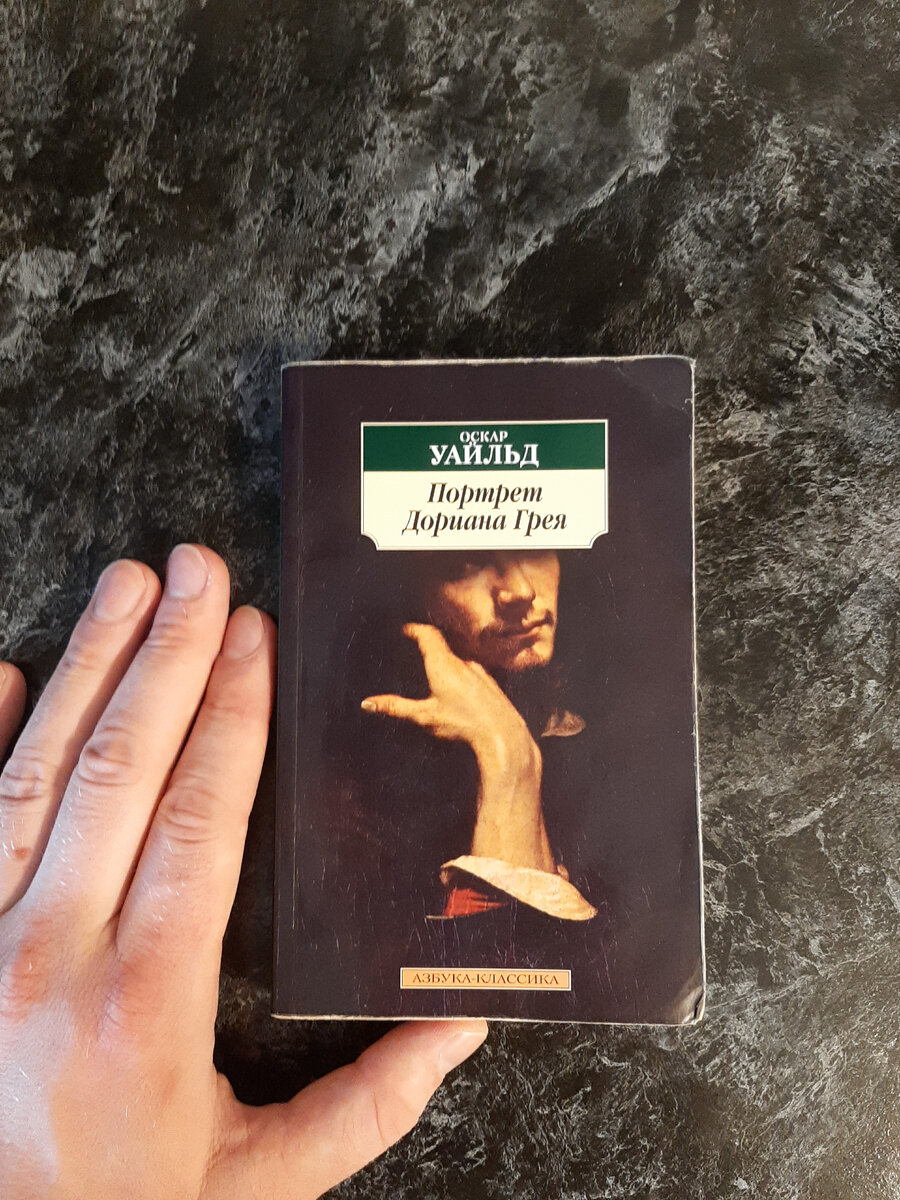 ОСКАР
УАЙЛЬД
Портрет
Дориана Грея
АЗБУКА-КЛАССИКА